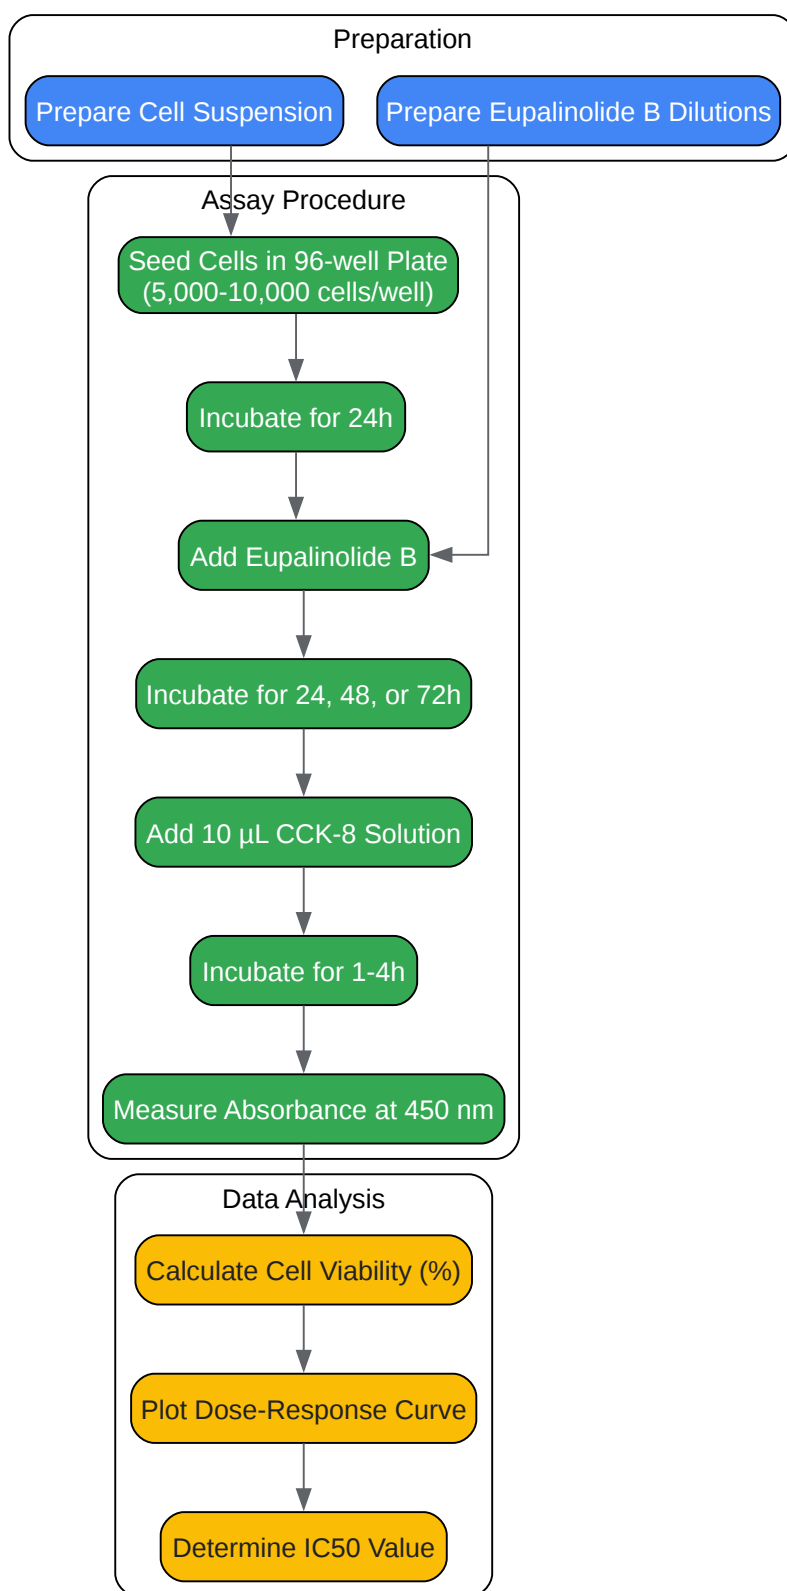 Preparation
Prepare Cell Suspension
Prepare Eupalinolide B Dilutions
Assay Procedure
Seed Cells in 96-well Plate
(5,000-10,000 cells/well)
Incubate for 24h
Add Eupalinolide B
Incubate for 24, 48, or 72h
Add 10 µL CCK-8 Solution
Incubate for 1-4h
Measure Absorbance at 450 nm
Data Analysis
Calculate Cell Viability (%)
Plot Dose-Response Curve
Determine IC50 Value